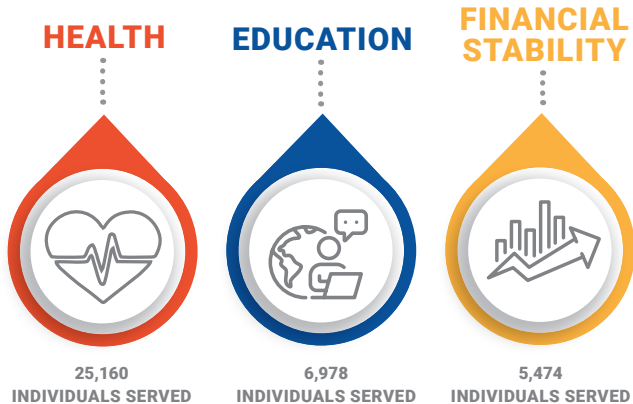 HEALTH
EDUCATION
FINANCIAL
STABILITY
25,160
INDIVIDUALS SERVED
6,978
INDIVIDUALS SERVED
5,474
INDIVIDUALS SERVED